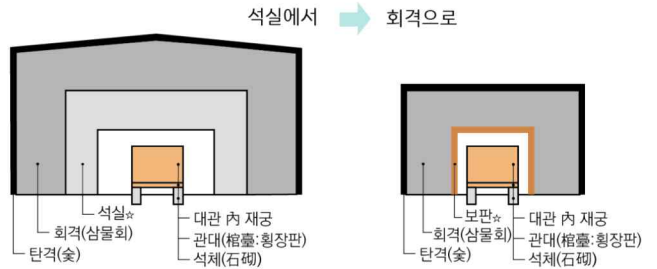 석실에서 회격으로
석실☆
회격(삼물회)
탄격(숯)
대관 內 재궁
관대(棺臺:횡장판)
석체(石砌)
보판☆
회격(삼물회)
탄격(숯)
대관 內 재궁
관대(棺臺:횡장판)
석체(石砌)